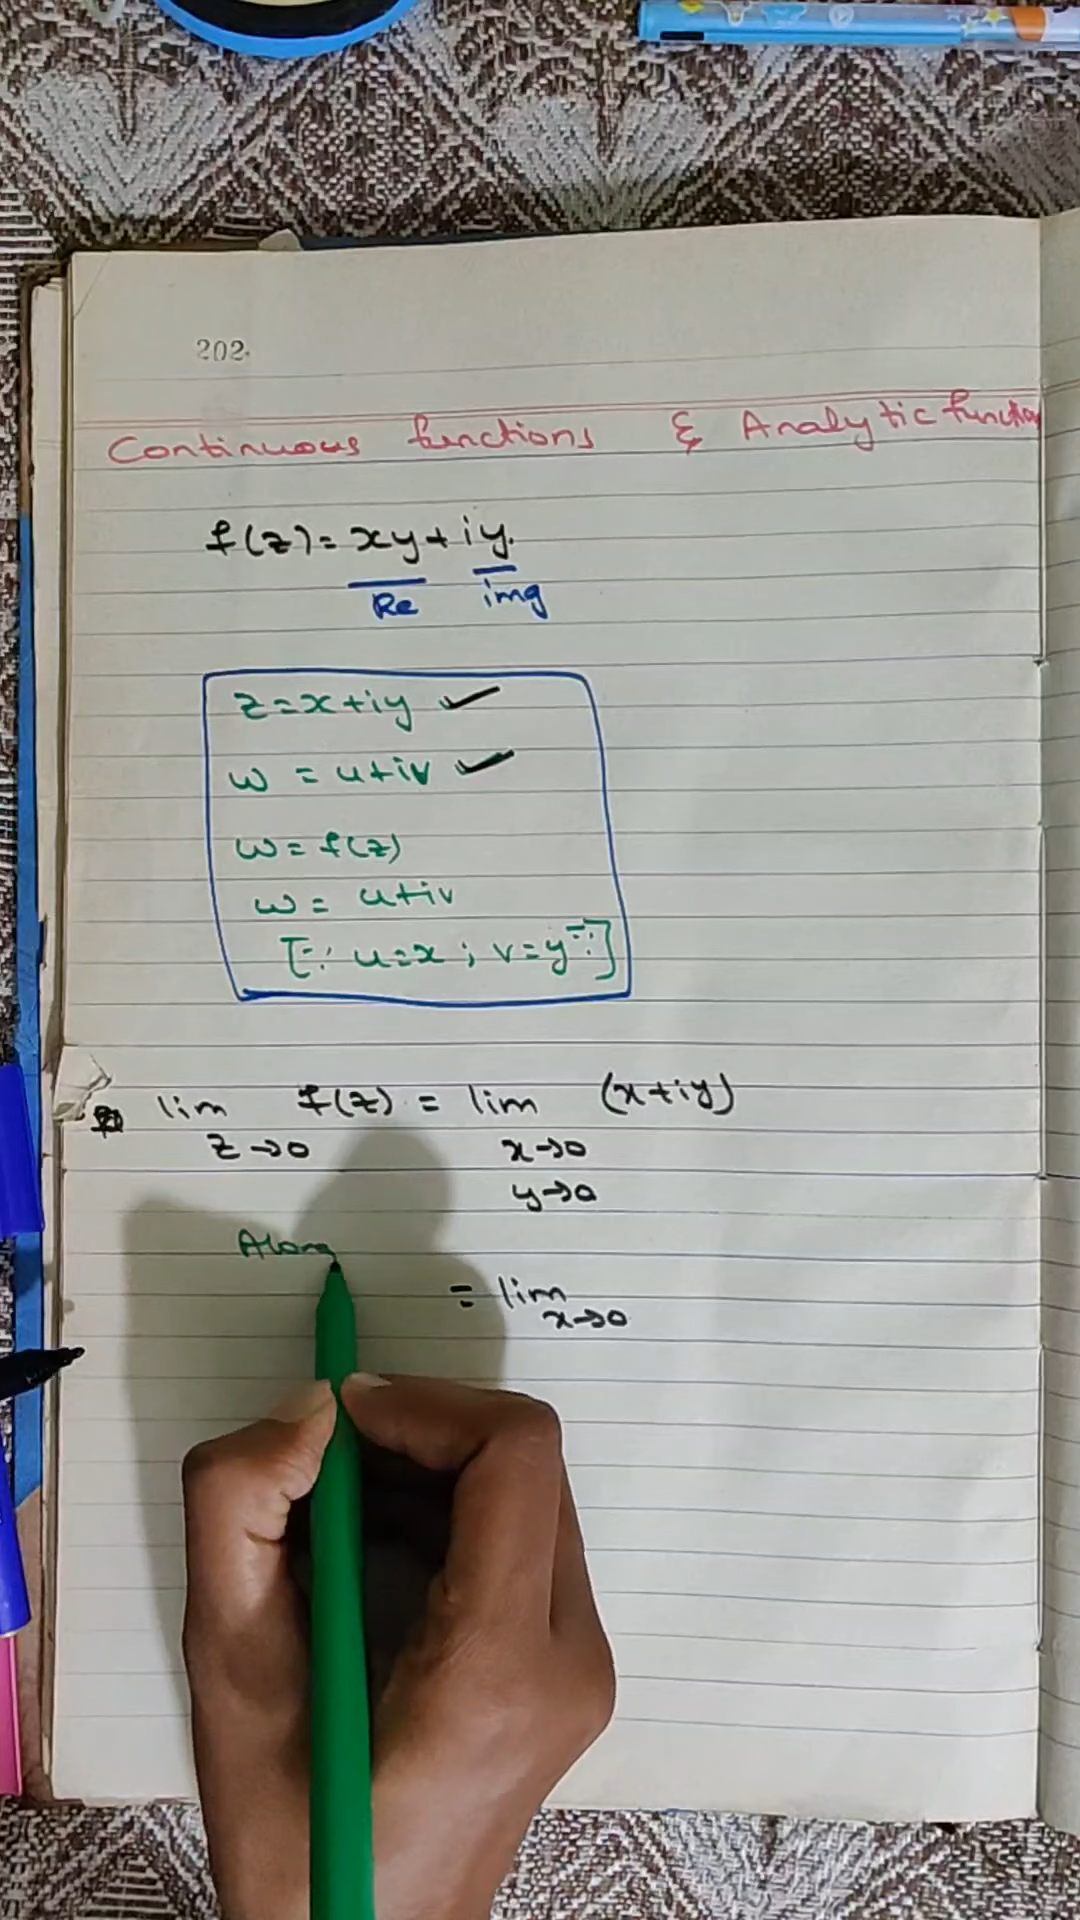 202.
Continuous functions & Analytic function
f(z) = xy + iy.
Re img
z = x + iy ✓
w = u + iv ✓
w = f(z)
w = u + iv
[∵ u = x ; v = y ∵]
lim f(z) = lim (x + iy)
z→0 x→0
y→0
Along
= lim
x→0